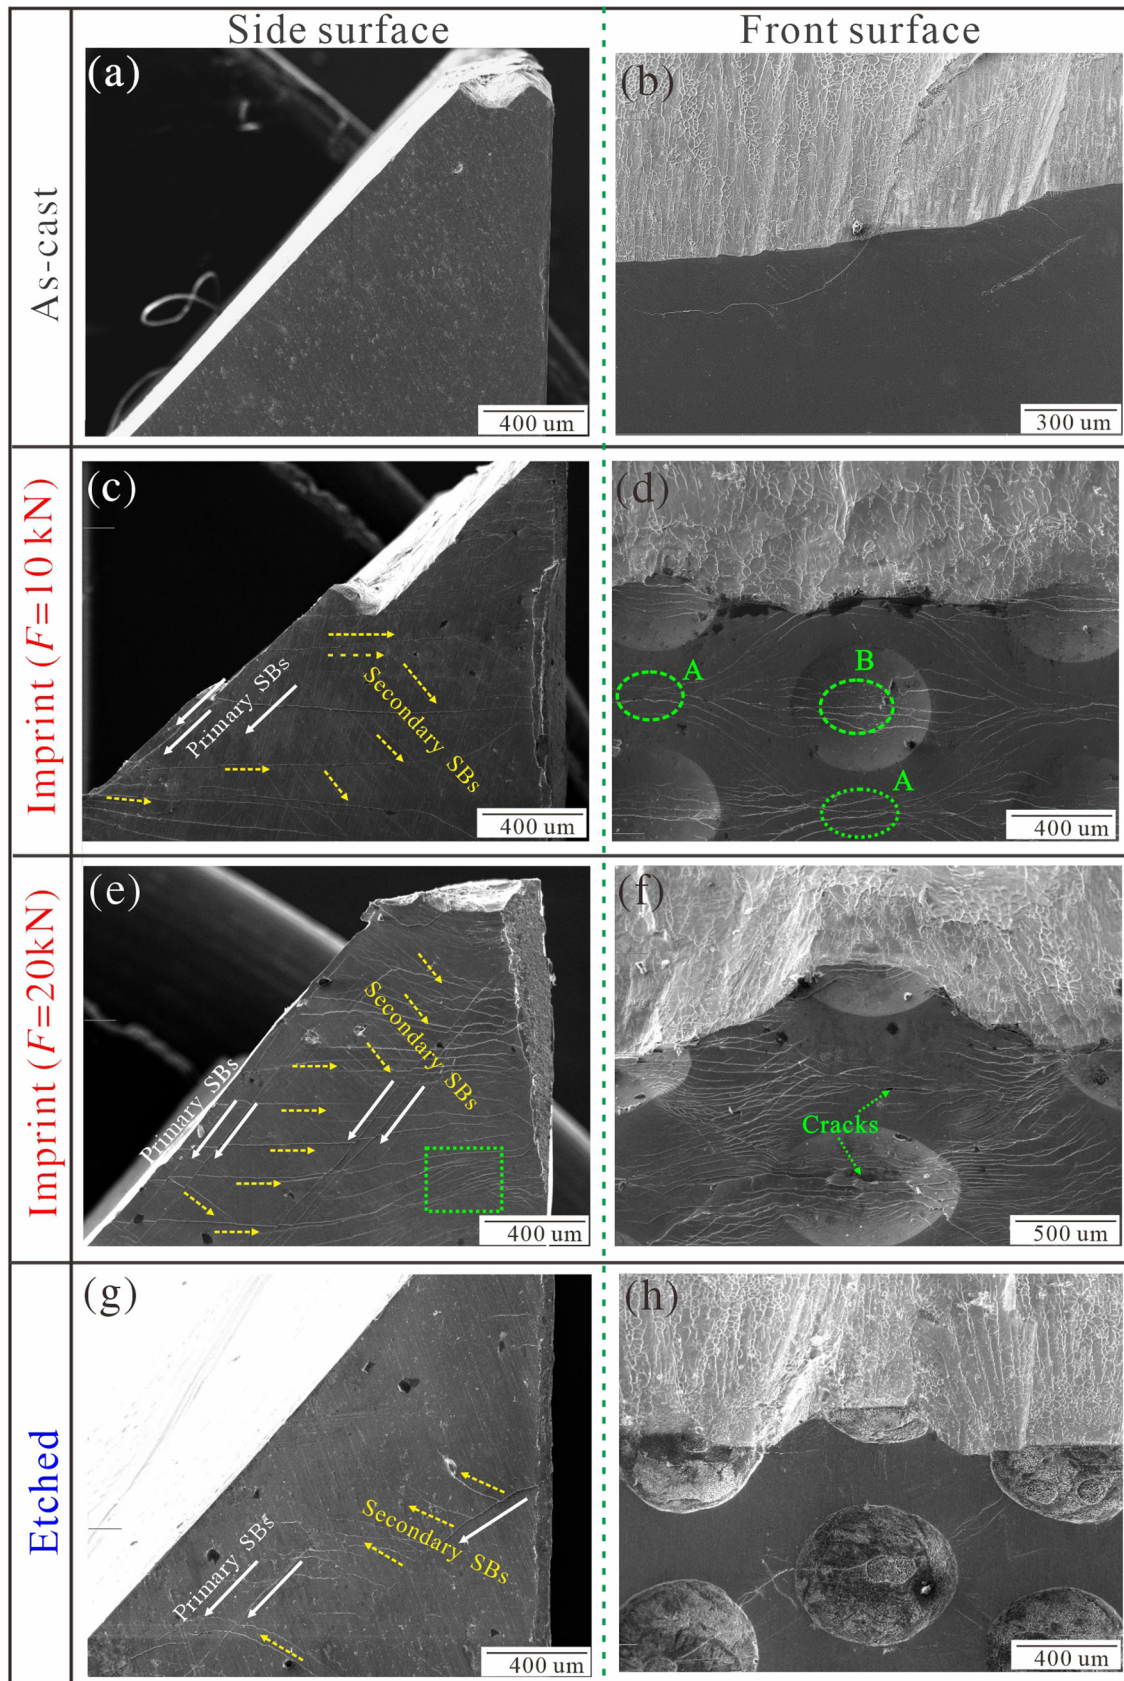 Side surface
Front surface
As-cast
(a)
400 um
(b)
300 um
Imprint (F=10 kN)
(c)
Primary SBs
Secondary SBs
400 um
(d)
A
B
A
400 um
Imprint (F=20kN)
(e)
Primary SBs
Secondary SBs
400 um
(f)
Cracks
500 um
Etched
(g)
Primary SBs
Secondary SBs
400 um
(h)
400 um